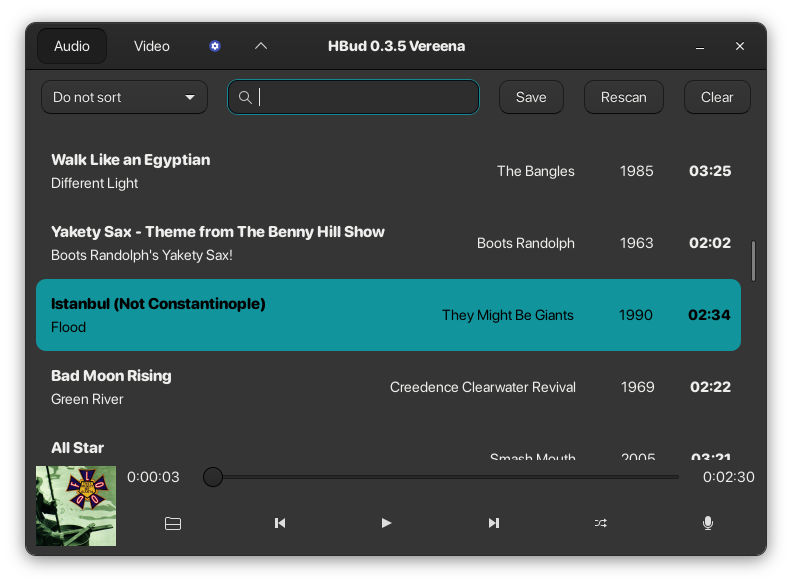 Audio Video HBud 0.3.5 Vereena
Do not sort Save Rescan Clear
Walk Like an Egyptian
Different Light
The Bangles 1985 03:25
Yakety Sax - Theme from The Benny Hill Show
Boots Randolph's Yakety Sax!
Boots Randolph 1963 02:02
Istanbul (Not Constantinople)
Flood
They Might Be Giants 1990 02:34
Bad Moon Rising
Green River
Creedence Clearwater Revival 1969 02:22
All Star
Smash Mouth 2005 03:21
FLOOD
0:00:03 0:02:30